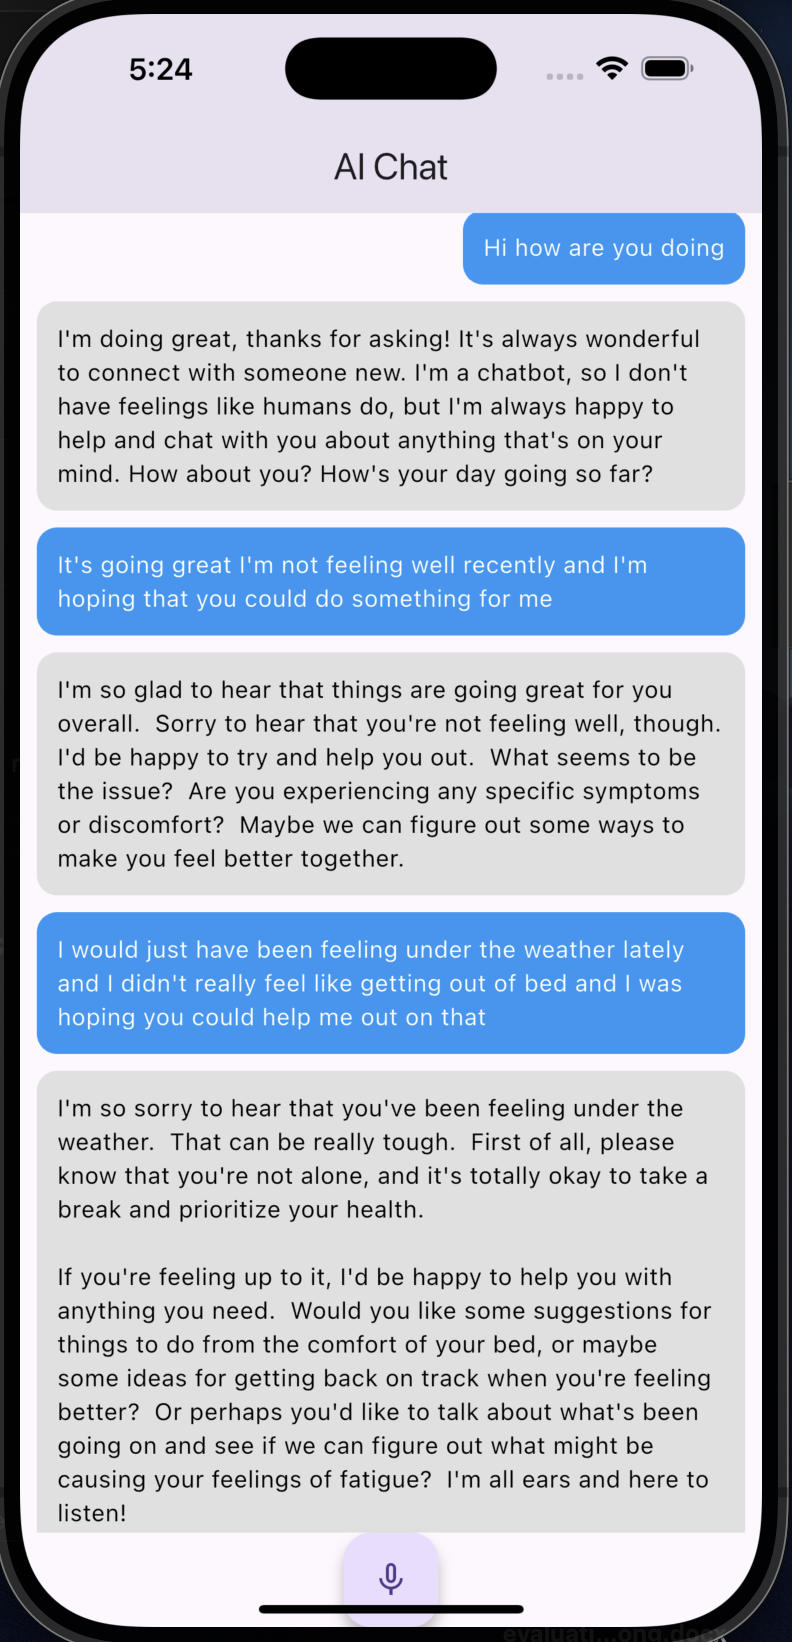 5:24
AI Chat
Hi how are you doing
I'm doing great, thanks for asking! It's always wonderful
to connect with someone new. I'm a chatbot, so I don't
have feelings like humans do, but I'm always happy to
help and chat with you about anything that's on your
mind. How about you? How's your day going so far?
It's going great I'm not feeling well recently and I'm
hoping that you could do something for me
I'm so glad to hear that things are going great for you
overall.  Sorry to hear that you're not feeling well, though.
I'd be happy to try and help you out.  What seems to be
the issue?  Are you experiencing any specific symptoms
or discomfort?  Maybe we can figure out some ways to
make you feel better together.
I would just have been feeling under the weather lately
and I didn't really feel like getting out of bed and I was
hoping you could help me out on that
I'm so sorry to hear that you've been feeling under the
weather.  That can be really tough.  First of all, please
know that you're not alone, and it's totally okay to take a
break and prioritize your health.
If you're feeling up to it, I'd be happy to help you with
anything you need.  Would you like some suggestions for
things to do from the comfort of your bed, or maybe
some ideas for getting back on track when you're feeling
better?  Or perhaps you'd like to talk about what's been
going on and see if we can figure out what might be
causing your feelings of fatigue?  I'm all ears and here to
listen!